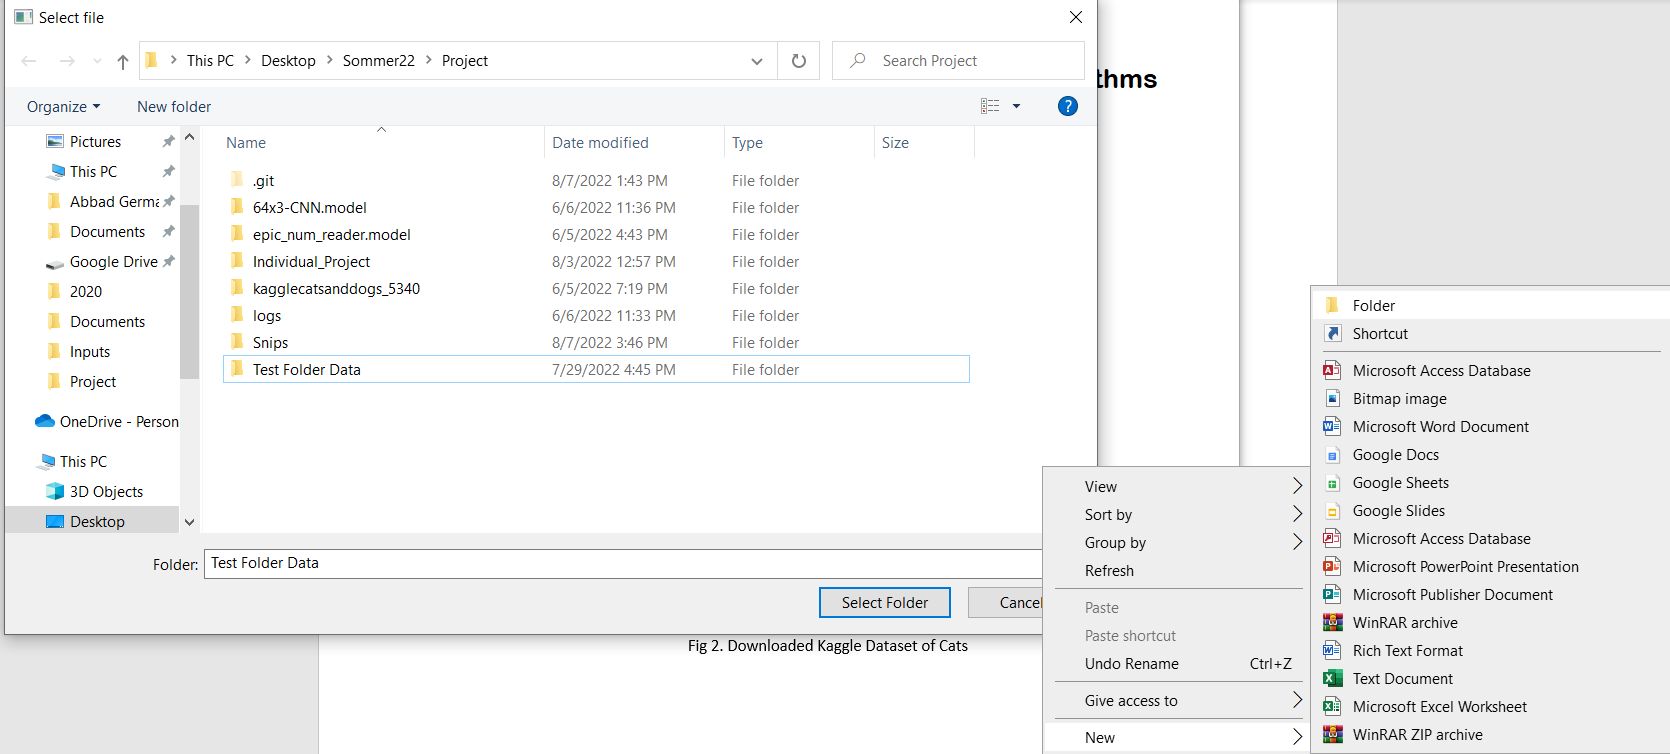 Select file
This PC > Desktop > Sommer22 > Project
Search Project
thms
Organize
New folder
Pictures
This PC
Abbad Germa
Documents
Google Drive
2020
Documents
Inputs
Project
OneDrive - Person
This PC
3D Objects
Desktop
Name Date modified Type Size
.git 8/7/2022 1:43 PM File folder
64x3-CNN.model 6/6/2022 11:36 PM File folder
epic_num_reader.model 6/5/2022 4:43 PM File folder
Individual_Project 8/3/2022 12:57 PM File folder
kagglecatsanddogs_5340 6/5/2022 7:19 PM File folder
logs 6/6/2022 11:33 PM File folder
Snips 8/7/2022 3:46 PM File folder
Test Folder Data 7/29/2022 4:45 PM File folder
Folder: Test Folder Data
Select Folder
Cancel
Fig 2. Downloaded Kaggle Dataset of Cats
View
Sort by
Group by
Refresh
Paste
Paste shortcut
Undo Rename Ctrl+Z
Give access to
New
Folder
Shortcut
Microsoft Access Database
Bitmap image
Microsoft Word Document
Google Docs
Google Sheets
Google Slides
Microsoft Access Database
Microsoft PowerPoint Presentation
Microsoft Publisher Document
WinRAR archive
Rich Text Format
Text Document
Microsoft Excel Worksheet
WinRAR ZIP archive